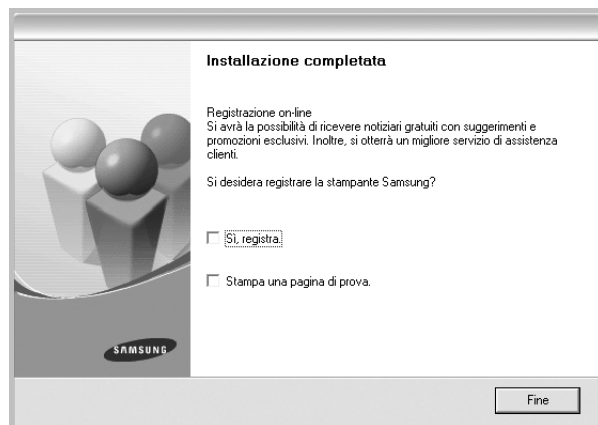 Installazione completata
Registrazione on-line
Si avrà la possibilità di ricevere notiziari gratuiti con suggerimenti e
promozioni esclusivi. Inoltre, si otterrà un migliore servizio di assistenza
clienti.
Si desidera registrare la stampante Samsung?
Sì, registra.
Stampa una pagina di prova.
SAMSUNG
Fine